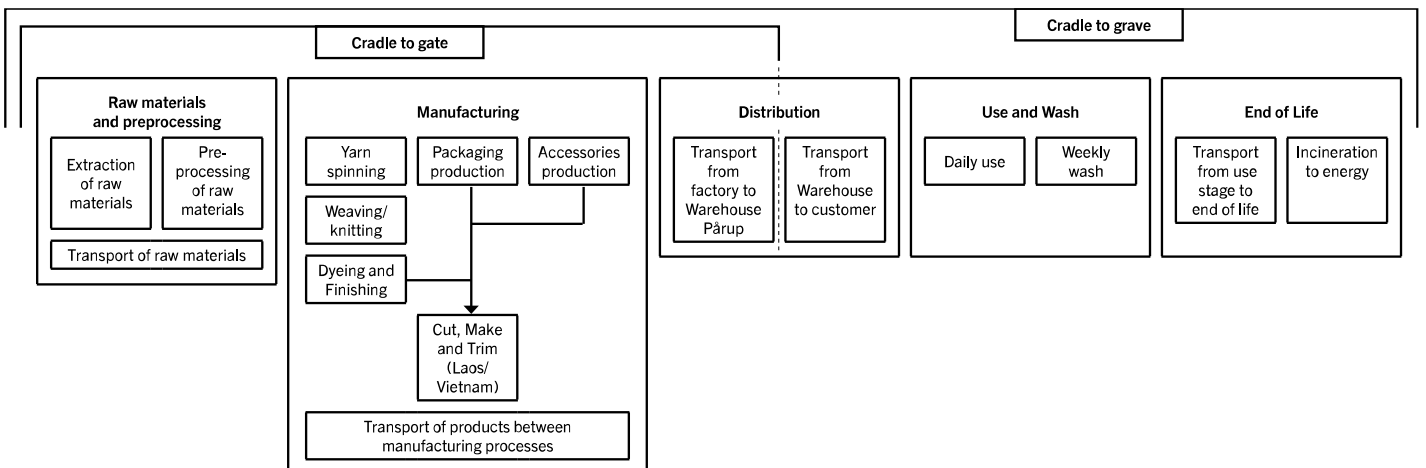 Cradle to grave
Cradle to gate
Raw materials
and preprocessing
Extraction
of raw
materials
Pre-
processing
of raw
materials
Transport of raw materials
Manufacturing
Yarn
spinning
Packaging
production
Accessories
production
Weaving/
knitting
Dyeing and
Finishing
Cut, Make
and Trim
(Laos/
Vietnam)
Transport of products between
manufacturing processes
Distribution
Transport
from
factory to
Warehouse
Pårup
Transport
from
Warehouse
to customer
Use and Wash
Daily use
Weekly
wash
End of Life
Transport
from use
stage to
end of life
Incineration
to energy